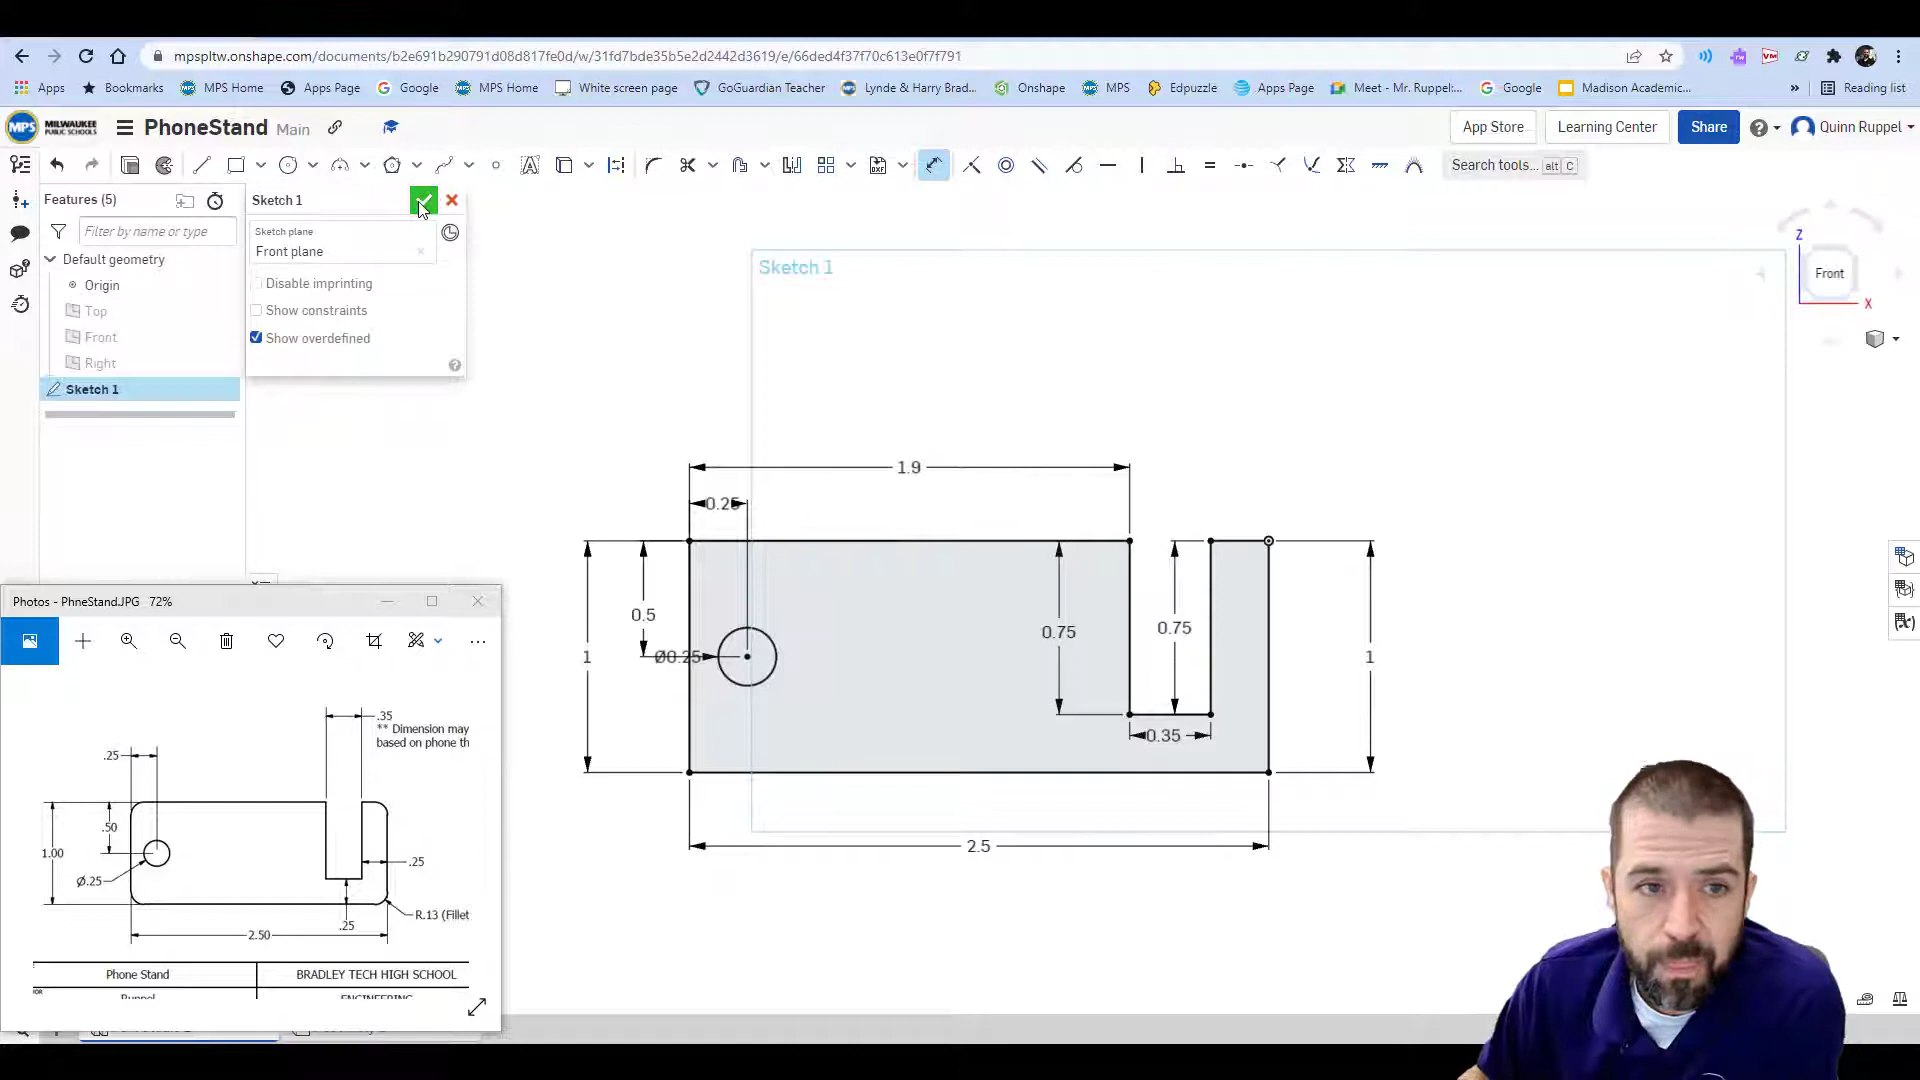 mpspltw.onshape.com/documents/b2e691b290791d08d817fe0d/w/31fd7bde35b5e2d2442d3619/e/66ded4f37f70c613e0f7f791
Apps Bookmarks MPS Home Apps Page Google MPS Home White screen page GoGuardian Teacher Lynde & Harry Brad... Onshape MPS Edpuzzle Apps Page Meet - Mr. Ruppel:... Google Madison Academic... » Reading list
MPS MILWAUKEE PUBLIC SCHOOLS PhoneStand Main App Store Learning Center Share Quinn Ruppel
Search tools... alt C
Features (5)
Filter by name or type
Default geometry
Origin
Top
Front
Right
Sketch 1
Sketch 1
Sketch plane
Front plane
Disable imprinting
Show constraints
Show overdefined
Sketch 1
Z
Front
X
1.9
0.25
0.5
1
Ø0.25
0.75
0.75
0.35
1
2.5
Photos - PhneStand.JPG 72%
.35
** Dimension may
based on phone th
.25
.50
1.00
Ø.25
.25
.25
R.13 (Fillet
2.50
Phone Stand BRADLEY TECH HIGH SCHOOL
Ruppel ENGINEERING